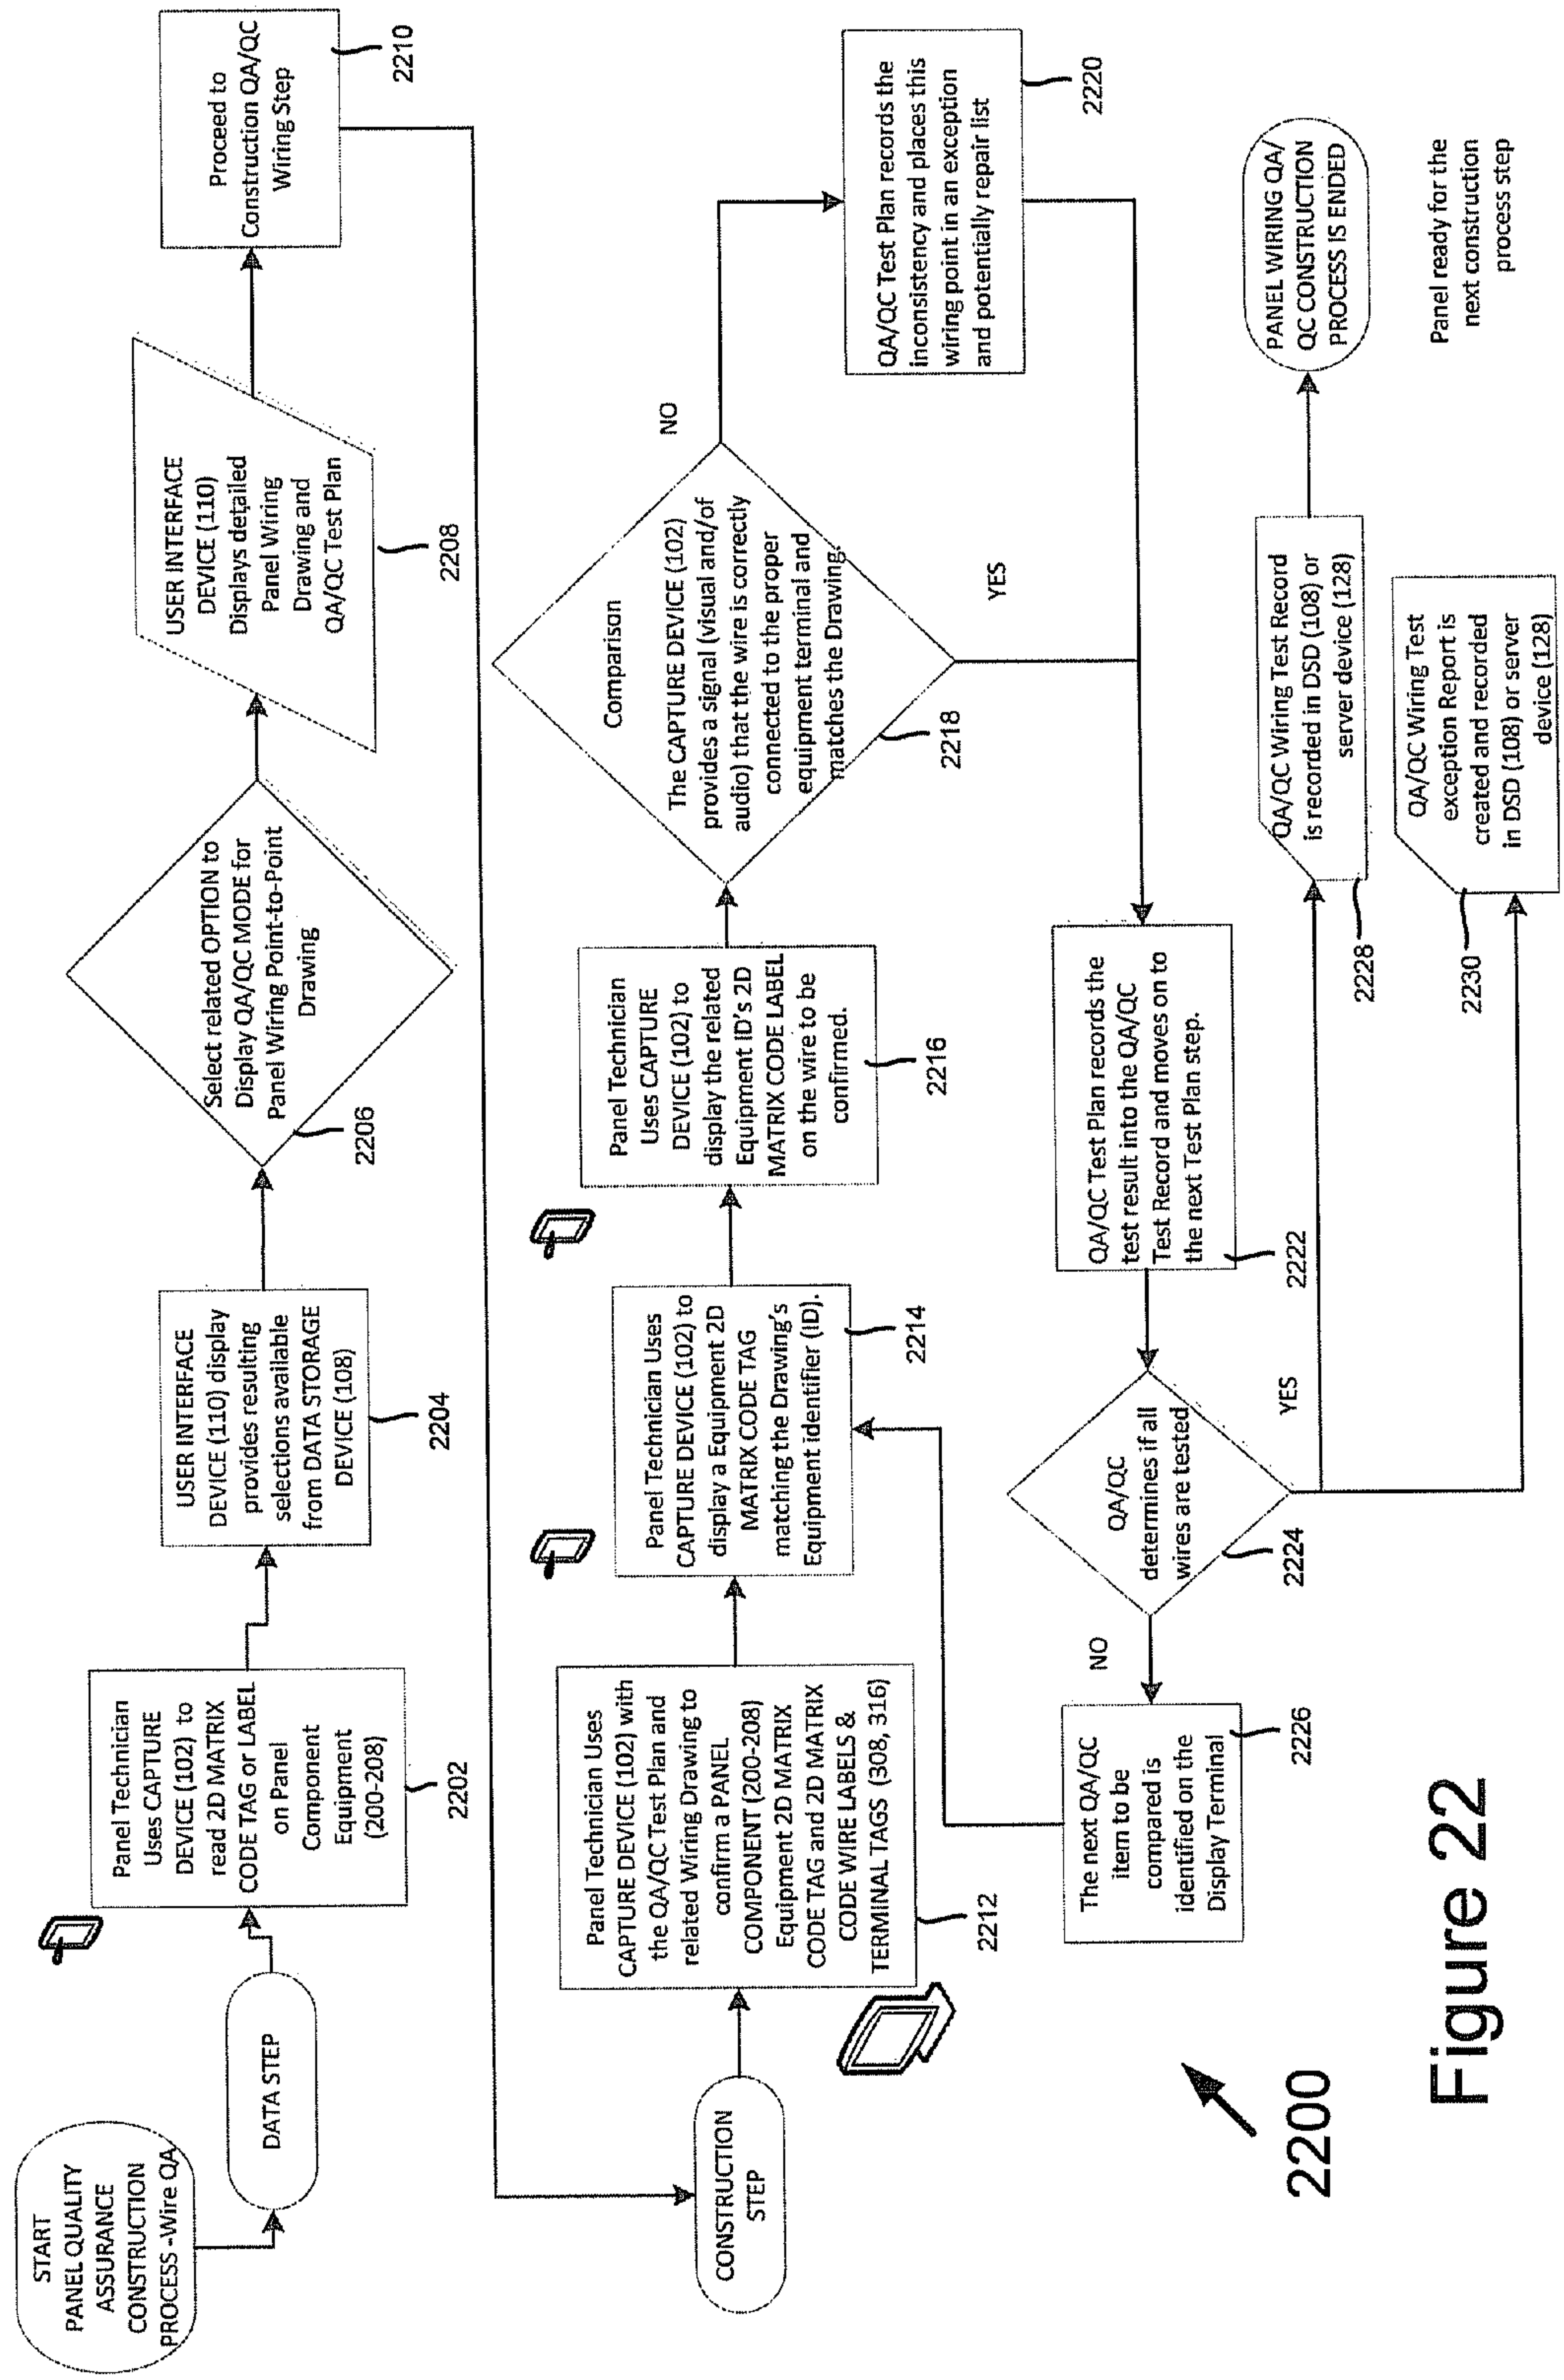 START
PANEL QUALITY
ASSURANCE
CONSTRUCTION
PROCESS -Wire QA
DATA STEP
Panel Technician
Uses CAPTURE
DEVICE (102) to
read 2D MATRIX
CODE TAG or LABEL
on Panel
Component
Equipment
(200-208)
2202
USER INTERFACE
DEVICE (110) display
provides resulting
selections available
from DATA STORAGE
DEVICE (108)
2204
Select related OPTION to
Display QA/QC MODE for
Panel Wiring Point-to-Point
Drawing
2206
USER INTERFACE
DEVICE (110)
Displays detailed
Panel Wiring
Drawing and
QA/QC Test Plan
2208
Proceed to
Construction QA/QC
Wiring Step
2210
CONSTRUCTION
STEP
Panel Technician Uses
CAPTURE DEVICE (102) with
the QA/QC Test Plan and
related Wiring Drawing to
confirm a PANEL
COMPONENT (200-208)
Equipment 2D MATRIX
CODE TAG and 2D MATRIX
CODE WIRE LABELS &
TERMINAL TAGS (308, 316)
2212
Panel Technician Uses
CAPTURE DEVICE (102) to
display a Equipment 2D
MATRIX CODE TAG
matching the Drawing's
Equipment identifier (ID).
2214
Panel Technician
Uses CAPTURE
DEVICE (102) to
display the related
Equipment ID's 2D
MATRIX CODE LABEL
on the wire to be
confirmed.
2216
Comparison
The CAPTURE DEVICE (102)
provides a signal (visual and/of
audio) that the wire is correctly
connected to the proper
equipment terminal and
matches the Drawing.
2218
NO
YES
QA/QC Test Plan records the
inconsistency and places this
wiring point in an exception
and potentially repair list
2220
QA/QC Test Plan records the
test result into the QA/QC
Test Record and moves on to
the next Test Plan step.
2222
QA/QC
determines if all
wires are tested
2224
NO
YES
The next QA/QC
item to be
compared is
identified on the
Display Terminal
2226
QA/QC Wiring Test Record
is recorded in DSD (108) or
server device (128)
2228
QA/QC Wiring Test
exception Report is
created and recorded
in DSD (108) or server
device (128)
2230
PANEL WIRING QA/
QC CONSTRUCTION
PROCESS IS ENDED
Panel ready for the
next construction
process step
2200
Figure 22